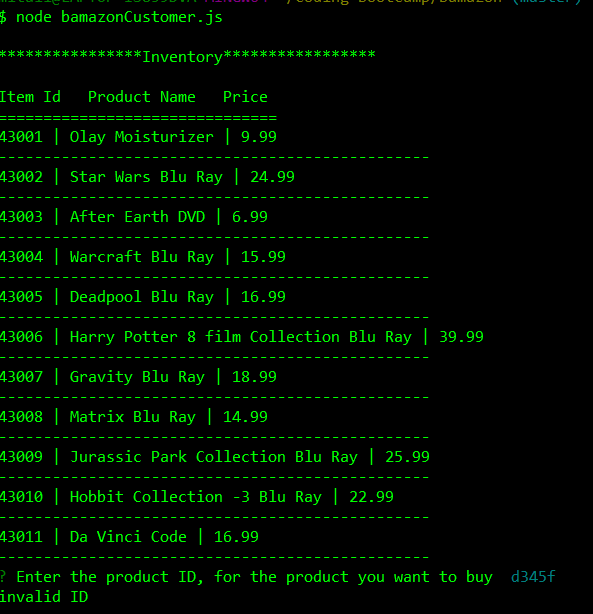 $ node bamazonCustomer.js
****************Inventory*****************
Item Id   Product Name   Price
===============================
43001 | Olay Moisturizer | 9.99
------------------------------------------------
43002 | Star Wars Blu Ray | 24.99
------------------------------------------------
43003 | After Earth DVD | 6.99
------------------------------------------------
43004 | Warcraft Blu Ray | 15.99
------------------------------------------------
43005 | Deadpool Blu Ray | 16.99
------------------------------------------------
43006 | Harry Potter 8 film Collection Blu Ray | 39.99
------------------------------------------------
43007 | Gravity Blu Ray | 18.99
------------------------------------------------
43008 | Matrix Blu Ray | 14.99
------------------------------------------------
43009 | Jurassic Park Collection Blu Ray | 25.99
------------------------------------------------
43010 | Hobbit Collection -3 Blu Ray | 22.99
------------------------------------------------
43011 | Da Vinci Code | 16.99
------------------------------------------------
? Enter the product ID, for the product you want to buy  d345f
invalid ID